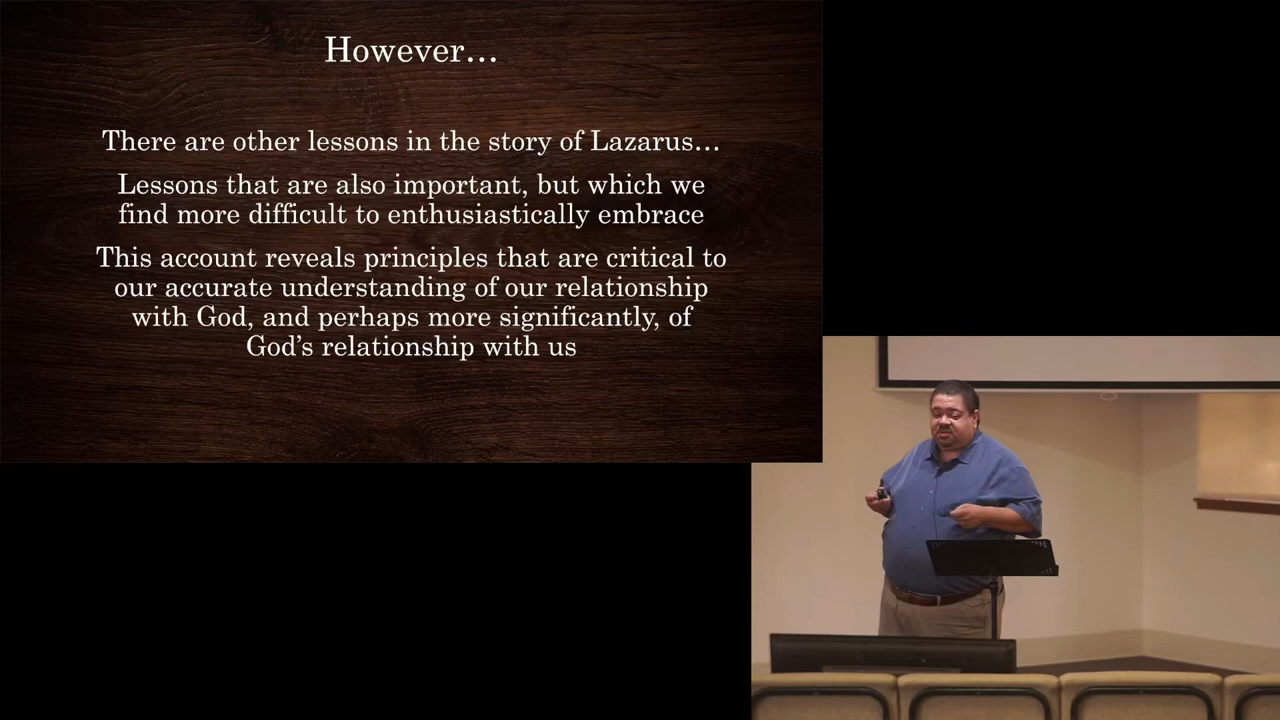 However…
There are other lessons in the story of Lazarus…
Lessons that are also important, but which we
find more difficult to enthusiastically embrace
This account reveals principles that are critical to
our accurate understanding of our relationship
with God, and perhaps more significantly, of
God’s relationship with us